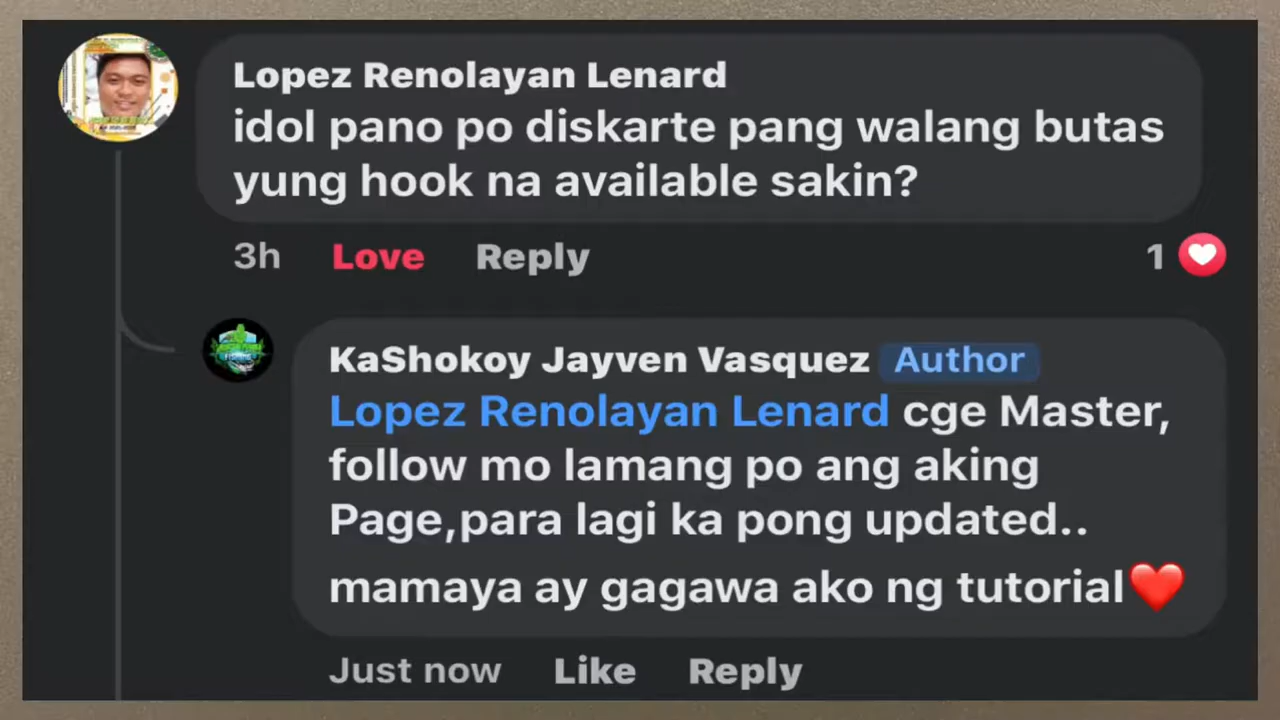 Lopez Renolayan Lenard
idol pano po diskarte pang walang butas
yung hook na available sakin?
3h Love Reply 1
KaShokoy Jayven Vasquez Author
Lopez Renolayan Lenard cge Master,
follow mo lamang po ang aking
Page,para lagi ka pong updated..
mamaya ay gagawa ako ng tutorial❤️
Just now Like Reply